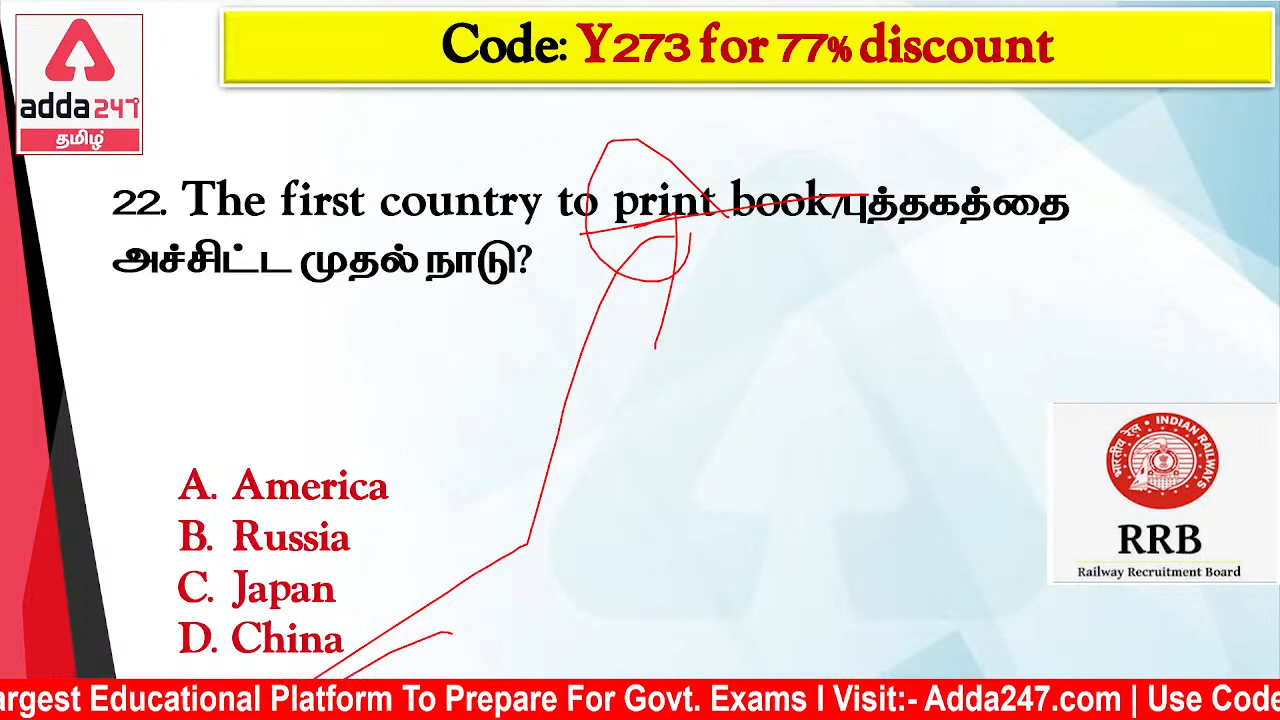 Code: Y273 for 77% discount
adda247
தமிழ்
22. The first country to print book/புத்தகத்தை
அச்சிட்ட முதல் நாடு?
A. America
B. Russia
C. Japan
D. China
भारतीय रेल INDIAN RAILWAYS
RRB
Railway Recruitment Board
argest Educational Platform To Prepare For Govt. Exams I Visit:- Adda247.com | Use Code